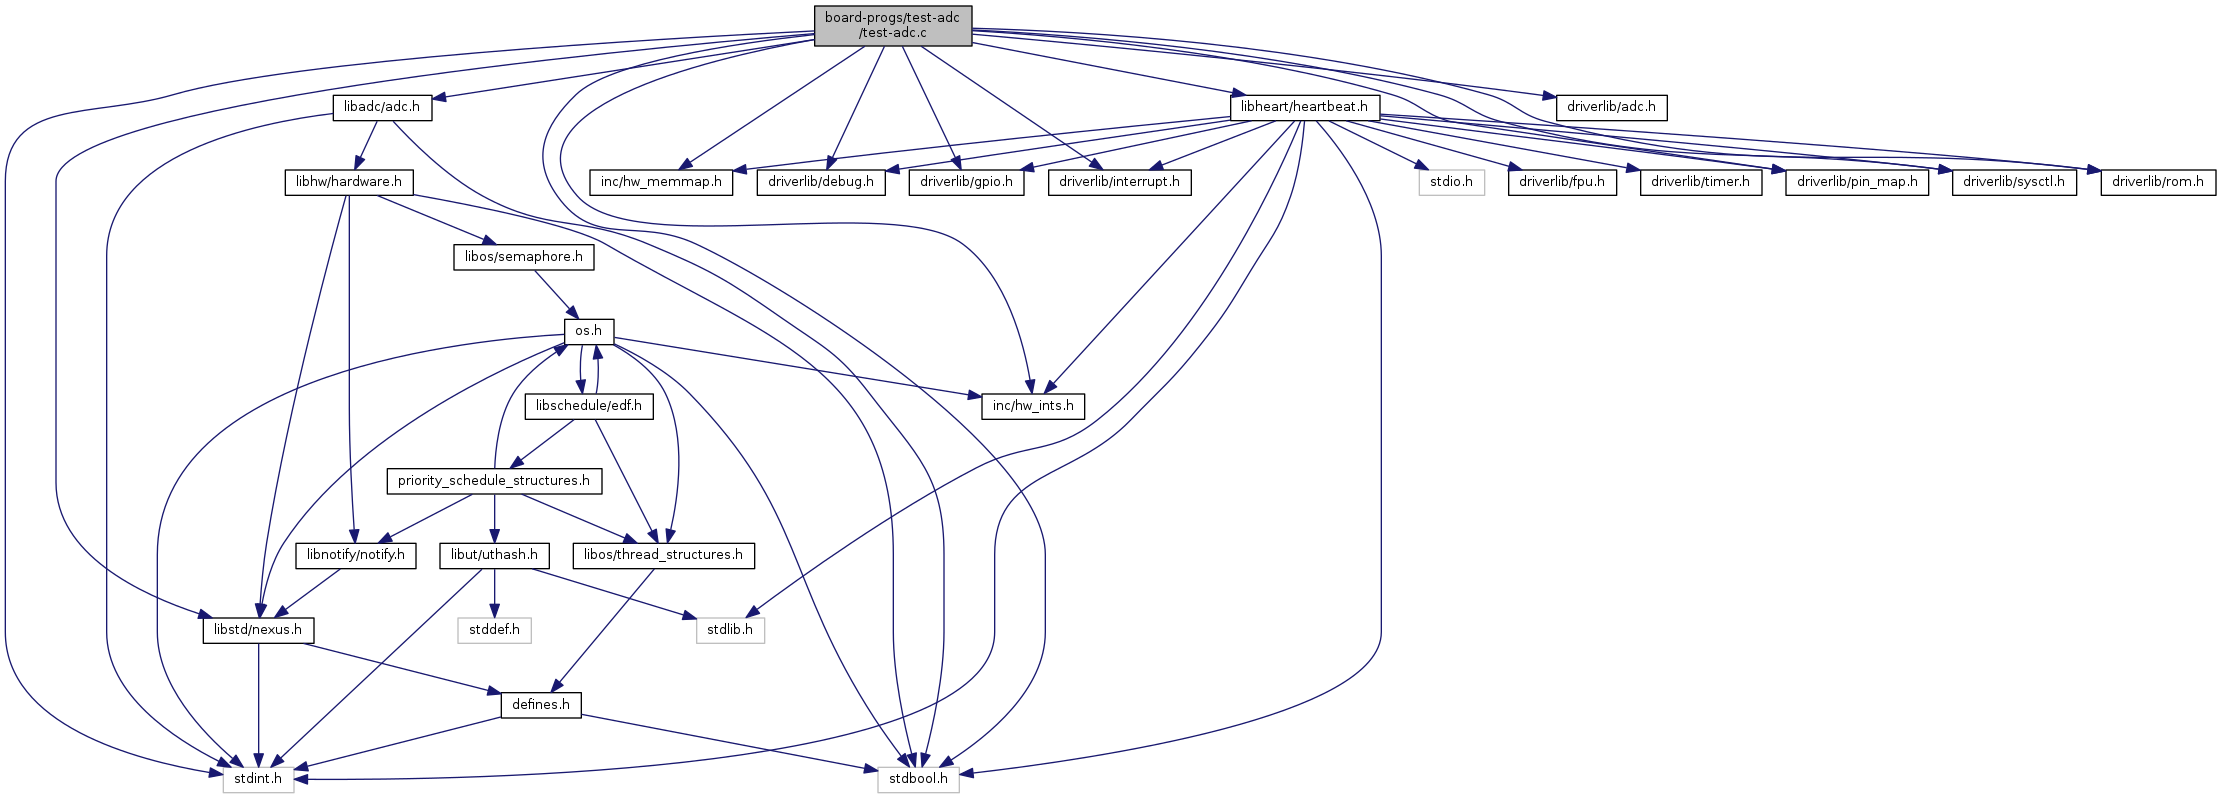 board-progs/test-adc
/test-adc.c
libadc/adc.h
libheart/heartbeat.h
driverlib/adc.h
libhw/hardware.h
inc/hw_memmap.h
driverlib/debug.h
driverlib/gpio.h
driverlib/interrupt.h
stdio.h
driverlib/fpu.h
driverlib/timer.h
driverlib/pin_map.h
driverlib/sysctl.h
driverlib/rom.h
libos/semaphore.h
os.h
libschedule/edf.h
inc/hw_ints.h
priority_schedule_structures.h
libnotify/notify.h
libut/uthash.h
libos/thread_structures.h
libstd/nexus.h
stddef.h
stdlib.h
defines.h
stdint.h
stdbool.h